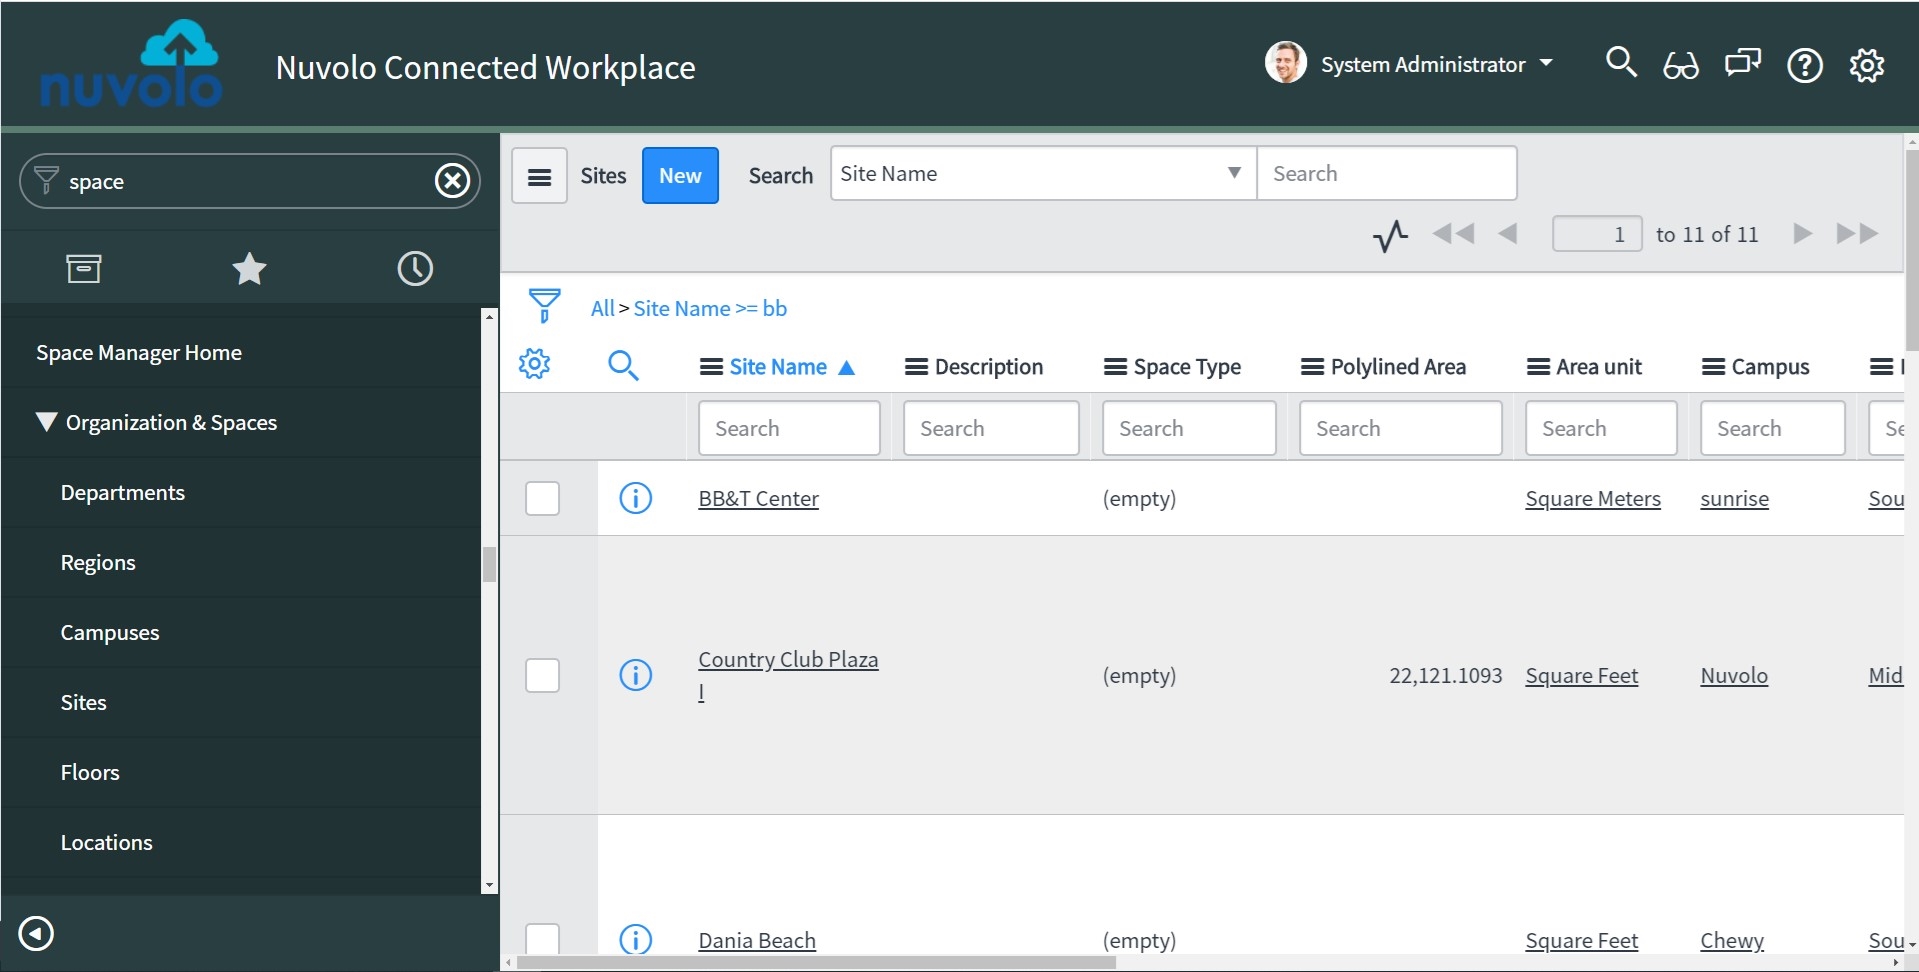 nuvolo
Nuvolo Connected Workplace
System Administrator
space
Space Manager Home
Organization & Spaces
Departments
Regions
Campuses
Sites
Floors
Locations
Sites New Search Site Name Search
1 to 11 of 11
All > Site Name >= bb
Site Name Description Space Type Polylined Area Area unit Campus
Search Search Search Search Search Search Se
BB&T Center (empty) Square Meters sunrise Sou
Country Club Plaza
I
(empty) 22,121.1093 Square Feet Nuvolo Mid
Dania Beach (empty) Square Feet Chewy Sou